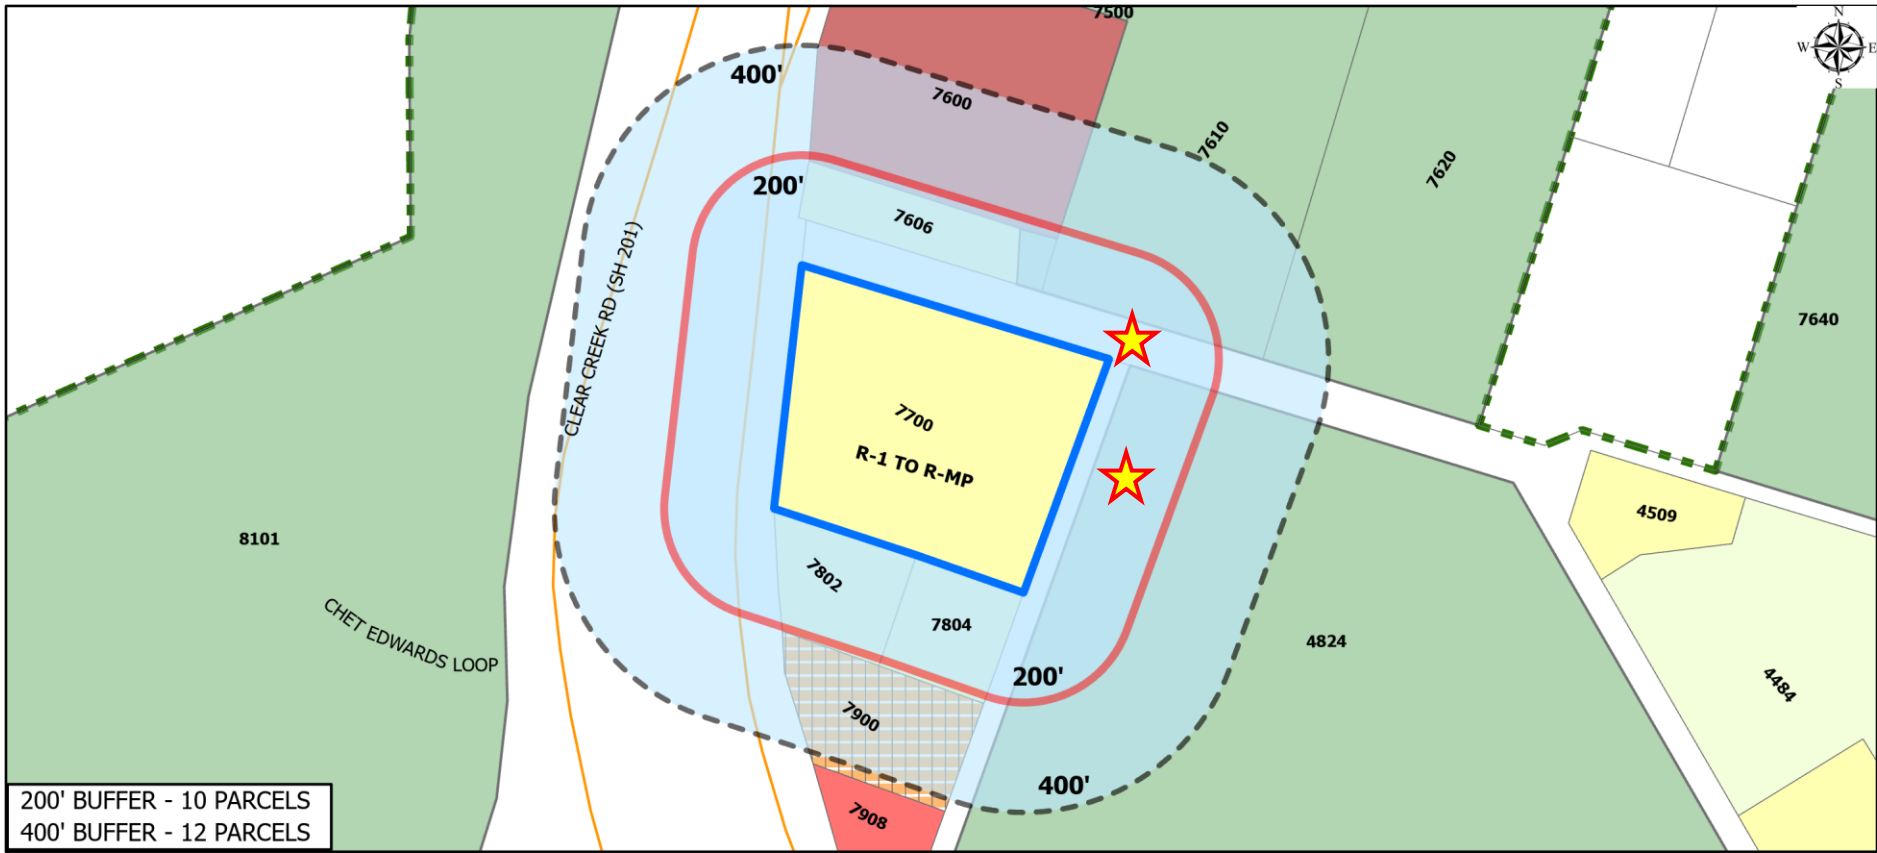 7500
N
W
E
S
400'
7600
7610
7620
200'
7606
CLEAR CREEK RD (SH 201)
7640
7700
R-1 TO R-MP
4509
8101
7802
CHET EDWARDS LOOP
7804
4824
200'
4484
7900
400'
7908
200' BUFFER - 10 PARCELS
400' BUFFER - 12 PARCELS